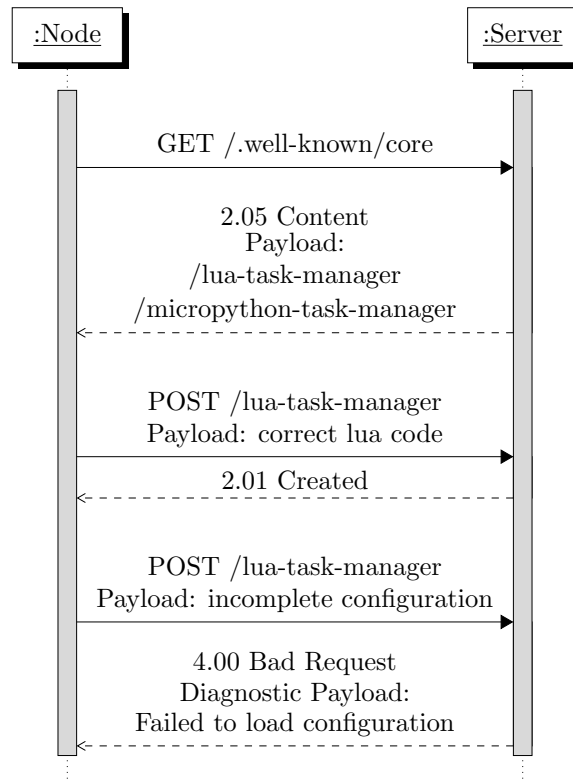 :Node
:Server
GET /.well-known/core
2.05 Content
Payload:
/lua-task-manager
/micropython-task-manager
POST /lua-task-manager
Payload: correct lua code
2.01 Created
POST /lua-task-manager
Payload: incomplete configuration
4.00 Bad Request
Diagnostic Payload:
Failed to load configuration